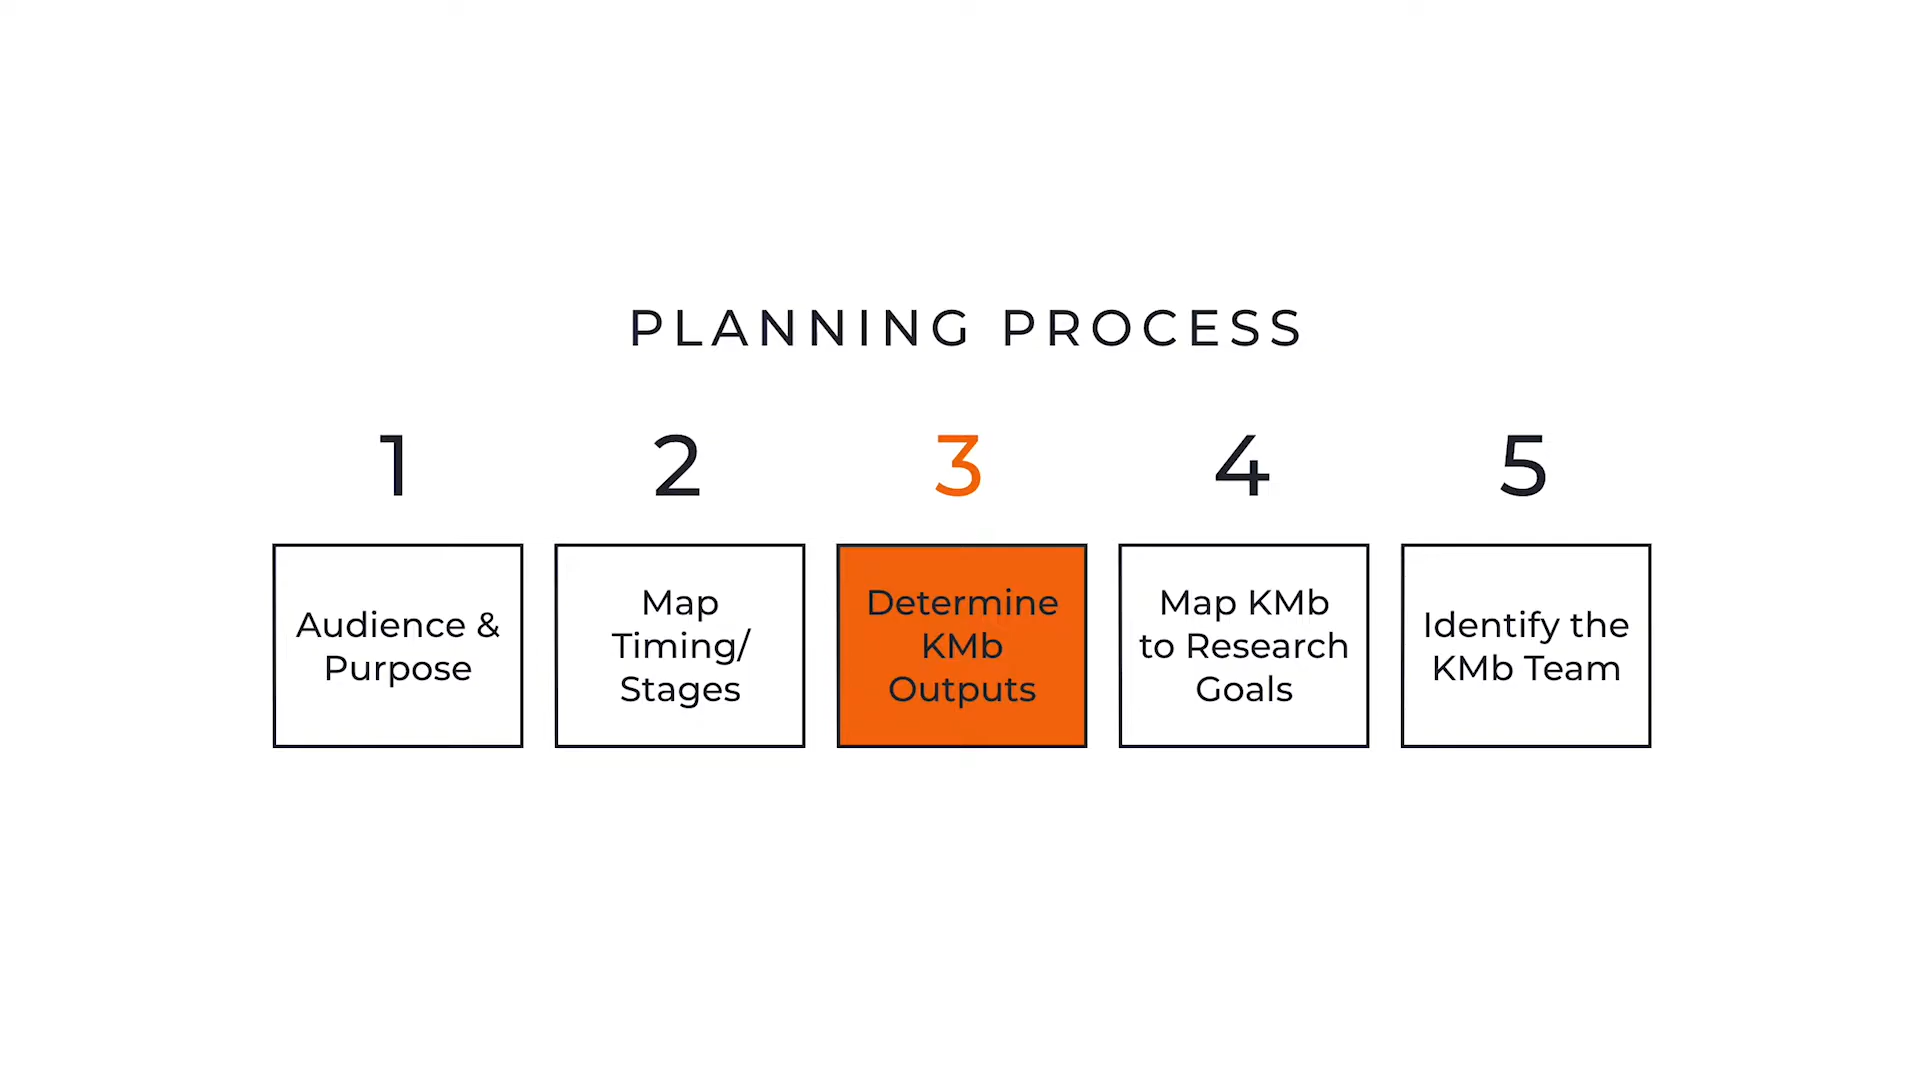 PLANNING PROCESS
1
2
3
4
5
Audience &
Purpose
Map
Timing/
Stages
Determine
KMb
Outputs
Map KMb
to Research
Goals
Identify the
KMb Team